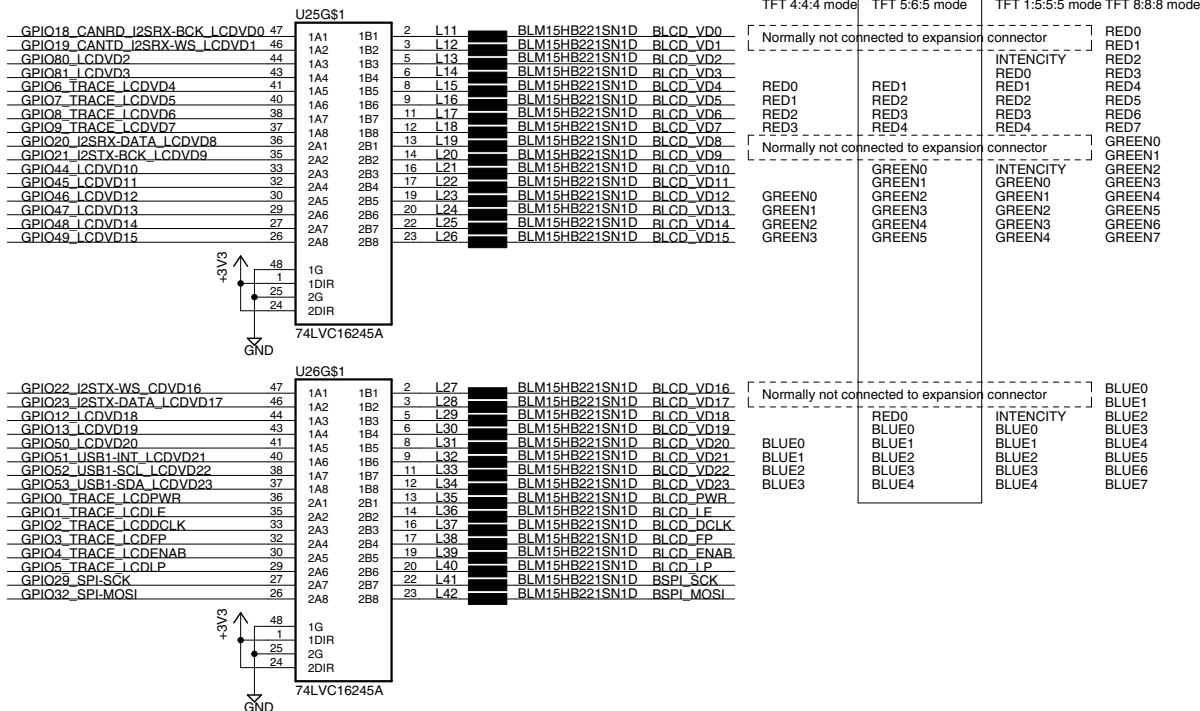 TFT 4:4:4 mode TFT 5:6:5 mode TFT 1:5:5:5 mode TFT 8:8:8 mode
U25G$1
GPIO18_CANRD_I2SRX-BCK_LCDVD0 47 1A1 1B1 2 L11 BLM15HB221SN1D BLCD_VD0 Normally not connected to expansion connector RED0
GPIO19_CANTD_I2SRX-WS_LCDVD1 46 1A2 1B2 3 L12 BLM15HB221SN1D BLCD_VD1 RED1
GPIO80_LCDVD2 44 1A3 1B3 5 L13 BLM15HB221SN1D BLCD_VD2 INTENCITY RED2
GPIO81_LCDVD3 43 1A4 1B4 6 L14 BLM15HB221SN1D BLCD_VD3 RED0 RED3
GPIO6_TRACE_LCDVD4 41 1A5 1B5 8 L15 BLM15HB221SN1D BLCD_VD4 RED0 RED1 RED1 RED4
GPIO7_TRACE_LCDVD5 40 1A6 1B6 9 L16 BLM15HB221SN1D BLCD_VD5 RED1 RED2 RED2 RED5
GPIO8_TRACE_LCDVD6 38 1A7 1B7 11 L17 BLM15HB221SN1D BLCD_VD6 RED2 RED3 RED3 RED6
GPIO9_TRACE_LCDVD7 37 1A8 1B8 12 L18 BLM15HB221SN1D BLCD_VD7 RED3 RED4 RED4 RED7
GPIO20_I2SRX-DATA_LCDVD8 36 2A1 2B1 13 L19 BLM15HB221SN1D BLCD_VD8 Normally not connected to expansion connector GREEN0
GPIO21_I2STX-BCK_LCDVD9 35 2A2 2B2 14 L20 BLM15HB221SN1D BLCD_VD9 GREEN1
GPIO44_LCDVD10 33 2A3 2B3 16 L21 BLM15HB221SN1D BLCD_VD10 GREEN0 INTENCITY GREEN2
GPIO45_LCDVD11 32 2A4 2B4 17 L22 BLM15HB221SN1D BLCD_VD11 GREEN1 GREEN0 GREEN3
GPIO46_LCDVD12 30 2A5 2B5 19 L23 BLM15HB221SN1D BLCD_VD12 GREEN0 GREEN2 GREEN1 GREEN4
GPIO47_LCDVD13 29 2A6 2B6 20 L24 BLM15HB221SN1D BLCD_VD13 GREEN1 GREEN3 GREEN2 GREEN5
GPIO48_LCDVD14 27 2A7 2B7 22 L25 BLM15HB221SN1D BLCD_VD14 GREEN2 GREEN4 GREEN3 GREEN6
GPIO49_LCDVD15 26 2A8 2B8 23 L26 BLM15HB221SN1D BLCD_VD15 GREEN3 GREEN5 GREEN4 GREEN7
+3V3
48 1G
1 1DIR
25 2G
24 2DIR
74LVC16245A
GND
U26G$1
GPIO22_I2STX-WS_CDVD16 47 1A1 1B1 2 L27 BLM15HB221SN1D BLCD_VD16 Normally not connected to expansion connector BLUE0
GPIO23_I2STX-DATA_LCDVD17 46 1A2 1B2 3 L28 BLM15HB221SN1D BLCD_VD17 BLUE1
GPIO12_LCDVD18 44 1A3 1B3 5 L29 BLM15HB221SN1D BLCD_VD18 RED0 INTENCITY BLUE2
GPIO13_LCDVD19 43 1A4 1B4 6 L30 BLM15HB221SN1D BLCD_VD19 BLUE0 BLUE0 BLUE3
GPIO50_LCDVD20 41 1A5 1B5 8 L31 BLM15HB221SN1D BLCD_VD20 BLUE0 BLUE1 BLUE1 BLUE4
GPIO51_USB1-INT_LCDVD21 40 1A6 1B6 9 L32 BLM15HB221SN1D BLCD_VD21 BLUE1 BLUE2 BLUE2 BLUE5
GPIO52_USB1-SCL_LCDVD22 38 1A7 1B7 11 L33 BLM15HB221SN1D BLCD_VD22 BLUE2 BLUE3 BLUE3 BLUE6
GPIO53_USB1-SDA_LCDVD23 37 1A8 1B8 12 L34 BLM15HB221SN1D BLCD_VD23 BLUE3 BLUE4 BLUE4 BLUE7
GPIO0_TRACE_LCDPWR 36 2A1 2B1 13 L35 BLM15HB221SN1D BLCD_PWR
GPIO1_TRACE_LCDLE 35 2A2 2B2 14 L36 BLM15HB221SN1D BLCD_LE
GPIO2_TRACE_LCDDCLK 33 2A3 2B3 16 L37 BLM15HB221SN1D BLCD_DCLK
GPIO3_TRACE_LCDFP 32 2A4 2B4 17 L38 BLM15HB221SN1D BLCD_FP
GPIO4_TRACE_LCDENAB 30 2A5 2B5 19 L39 BLM15HB221SN1D BLCD_ENAB
GPIO5_TRACE_LCDLP 29 2A6 2B6 20 L40 BLM15HB221SN1D BLCD_LP
GPIO29_SPI-SCK 27 2A7 2B7 22 L41 BLM15HB221SN1D BSPI_SCK
GPIO32_SPI-MOSI 26 2A8 2B8 23 L42 BLM15HB221SN1D BSPI_MOSI
+3V3
48 1G
1 1DIR
25 2G
24 2DIR
74LVC16245A
GND